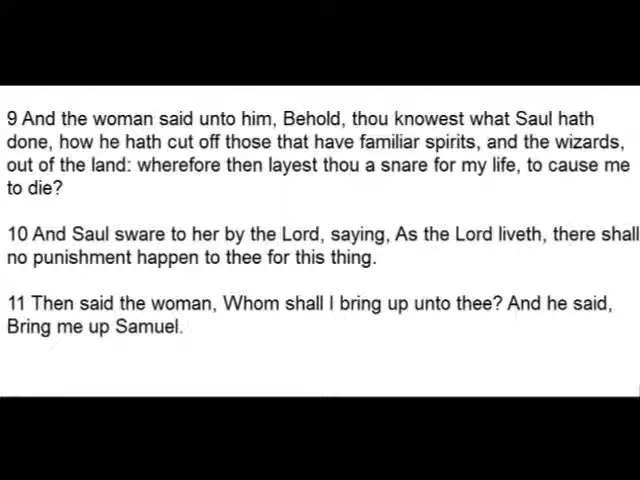 9 And the woman said unto him, Behold, thou knowest what Saul hath
done, how he hath cut off those that have familiar spirits, and the wizards,
out of the land: wherefore then layest thou a snare for my life, to cause me
to die?
10 And Saul sware to her by the Lord, saying, As the Lord liveth, there shall
no punishment happen to thee for this thing.
11 Then said the woman, Whom shall I bring up unto thee? And he said,
Bring me up Samuel.